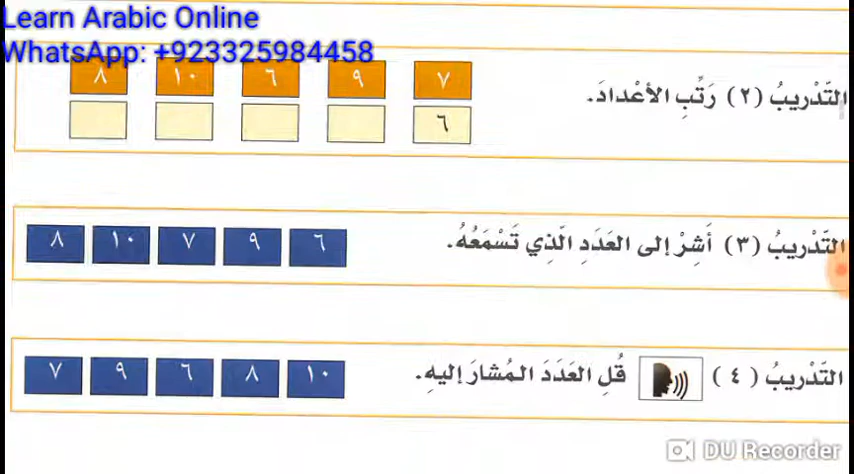 Learn Arabic Online
WhatsApp: +923325984458
التَّدْرِيبُ (٢) رَتِّبِ الأعْدادَ.
٧ ٩ ٦ ١٠ ٨
٦
التَّدْرِيبُ (٣) أَشِرْ إلى العَدَدِ الَّذِي تَسْمَعُهُ.
٦ ٩ ٧ ١٠ ٨
التَّدْرِيبُ (٤) قُلِ العَدَدَ المُشارَ إليهِ.
١٠ ٨ ٦ ٩ ٧
DU Recorder